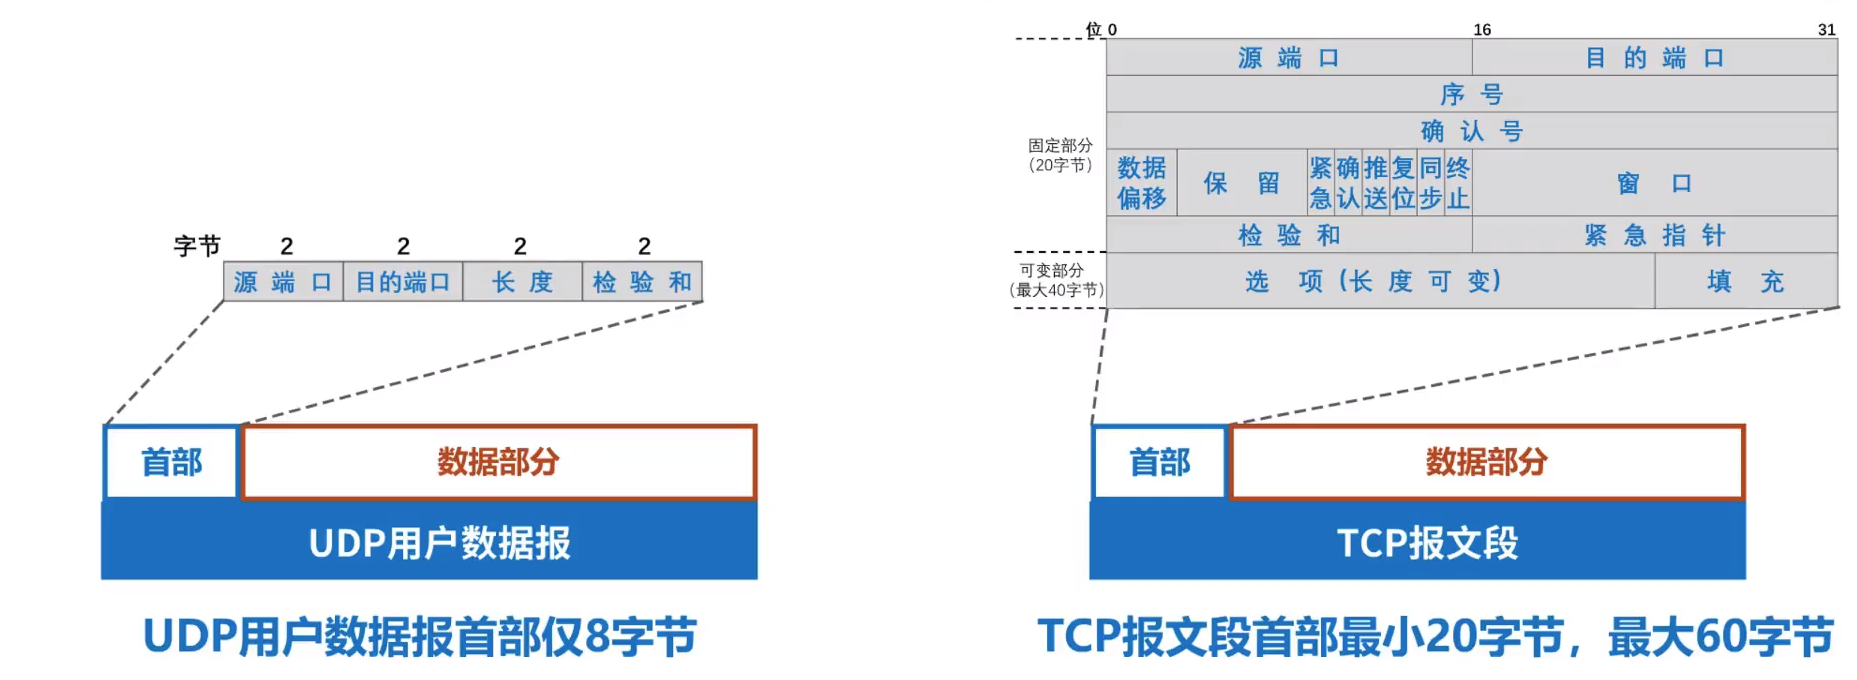 字节 2 2 2 2
源端口 目的端口 长度 检验和
首部 数据部分
UDP用户数据报
UDP用户数据报首部仅8字节
位 0 16 31
源端口 目的端口
序号
确认号
固定部分
（20字节）
数据偏移 保留 紧急 确认 推送 复位 同步 终止 窗口
检验和 紧急指针
可变部分
（最大40字节）
选项(长度可变) 填充
首部 数据部分
TCP报文段
TCP报文段首部最小20字节，最大60字节